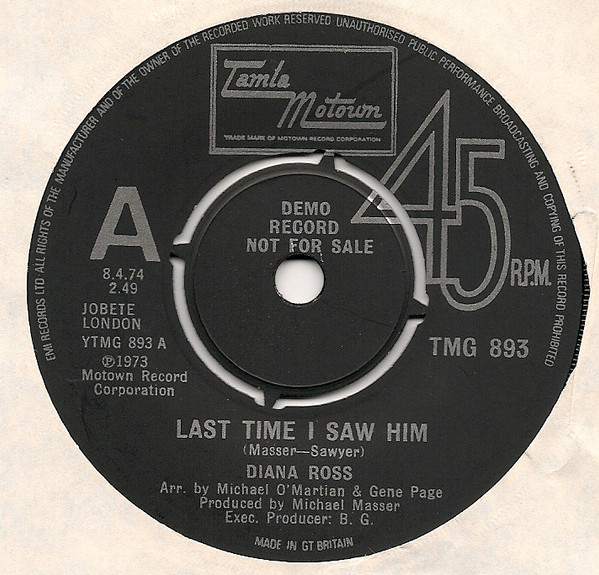 EMI RECORDS LTD ALL RIGHTS OF THE MANUFACTURER AND OF THE OWNER OF THE RECORDED WORK RESERVED · UNAUTHORISED PUBLIC PERFORMANCE BROADCASTING AND COPYING OF THIS RECORD PROHIBITED
Tamla
Motown
TRADE MARK OF MOTOWN RECORD CORPORATION
45
R.P.M.
A
DEMO
RECORD
NOT FOR SALE
8.4.74
2.49
JOBETE
LONDON
YTMG 893 A
℗1973
Motown Record
Corporation
TMG 893
LAST TIME I SAW HIM
(Masser—Sawyer)
DIANA ROSS
Arr. by Michael O'Martian & Gene Page
Produced by Michael Masser
Exec. Producer: B. G.
MADE IN GT BRITAIN